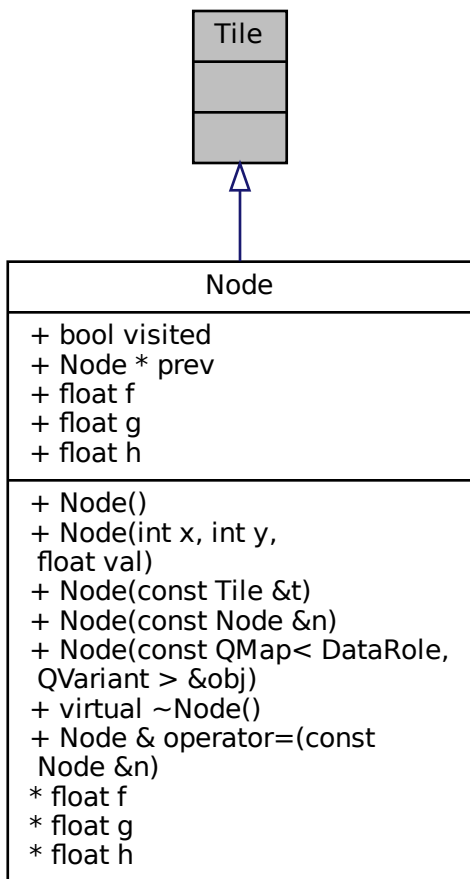 Tile
Node
+ bool visited
+ Node * prev
+ float f
+ float g
+ float h
+ Node()
+ Node(int x, int y,
float val)
+ Node(const Tile &t)
+ Node(const Node &n)
+ Node(const QMap< DataRole,
QVariant > &obj)
+ virtual ~Node()
+ Node & operator=(const
Node &n)
* float f
* float g
* float h